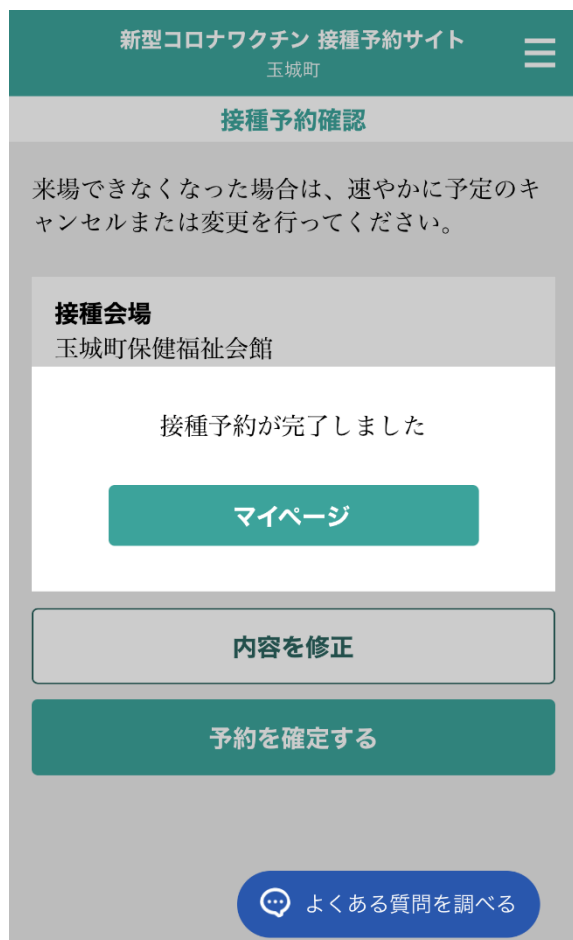 新型コロナワクチン 接種予約サイト
玉城町
接種予約確認
来場できなくなった場合は、速やかに予定のキ
ャンセルまたは変更を行ってください。
接種会場
玉城町保健福祉会館
接種予約が完了しました
マイページ
内容を修正
予約を確定する
よくある質問を調べる